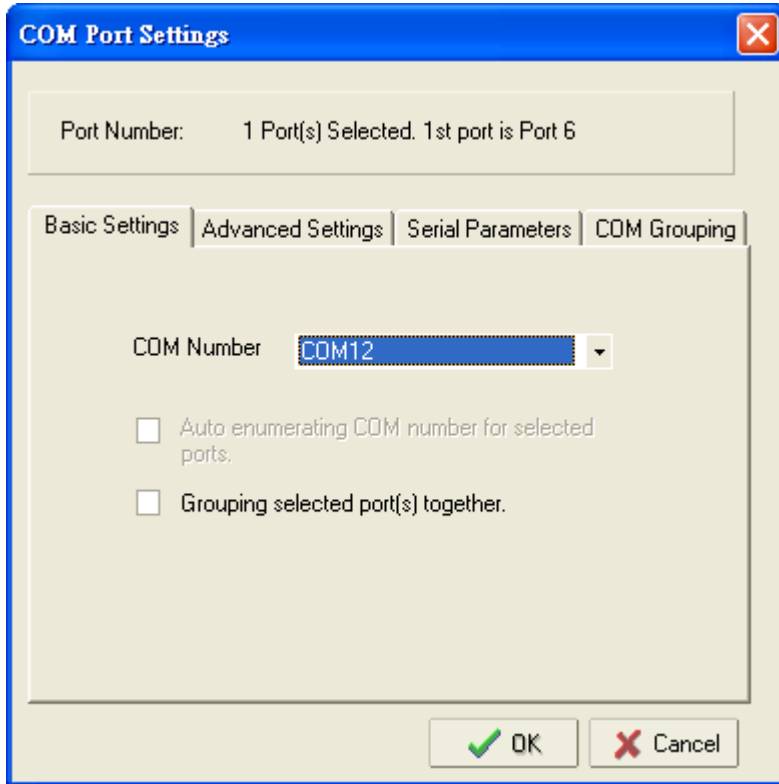 COM Port Settings
Port Number: 1 Port(s) Selected. 1st port is Port 6
Basic Settings Advanced Settings Serial Parameters COM Grouping
COM Number COM12
Auto enumerating COM number for selected
ports.
Grouping selected port(s) together.
OK Cancel